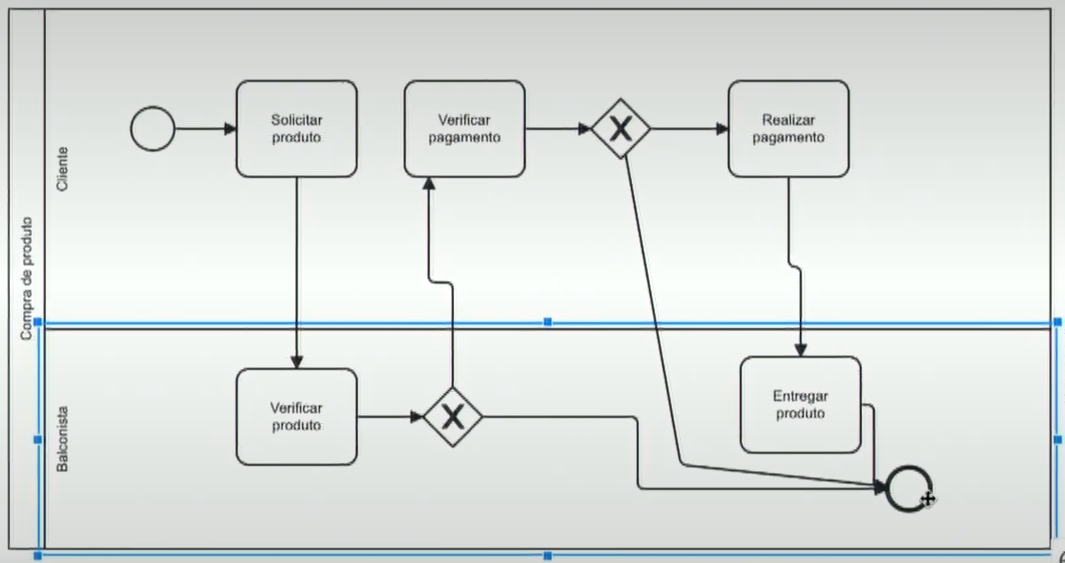 Compra de produto
Cliente
Solicitar
produto
Verificar
pagamento
X
Realizar
pagamento
Balconista
Verificar
produto
X
Entregar
produto